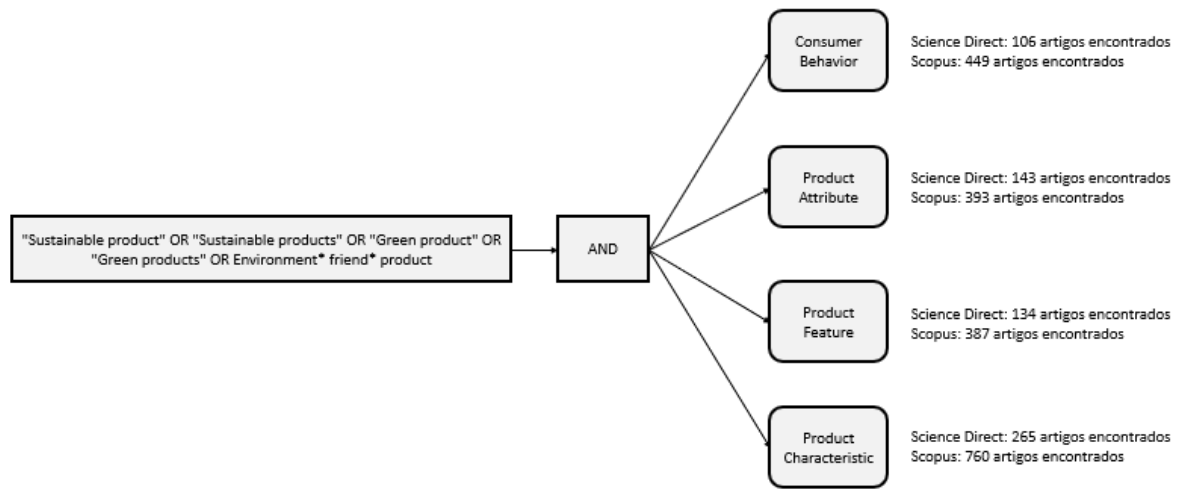 Consumer
Behavior
Science Direct: 106 artigos encontrados
Scopus: 449 artigos encontrados
Product
Attribute
Science Direct: 143 artigos encontrados
Scopus: 393 artigos encontrados
"Sustainable product" OR "Sustainable products" OR "Green product" OR
"Green products" OR Environment* friend* product
AND
Product
Feature
Science Direct: 134 artigos encontrados
Scopus: 387 artigos encontrados
Product
Characteristic
Science Direct: 265 artigos encontrados
Scopus: 760 artigos encontrados